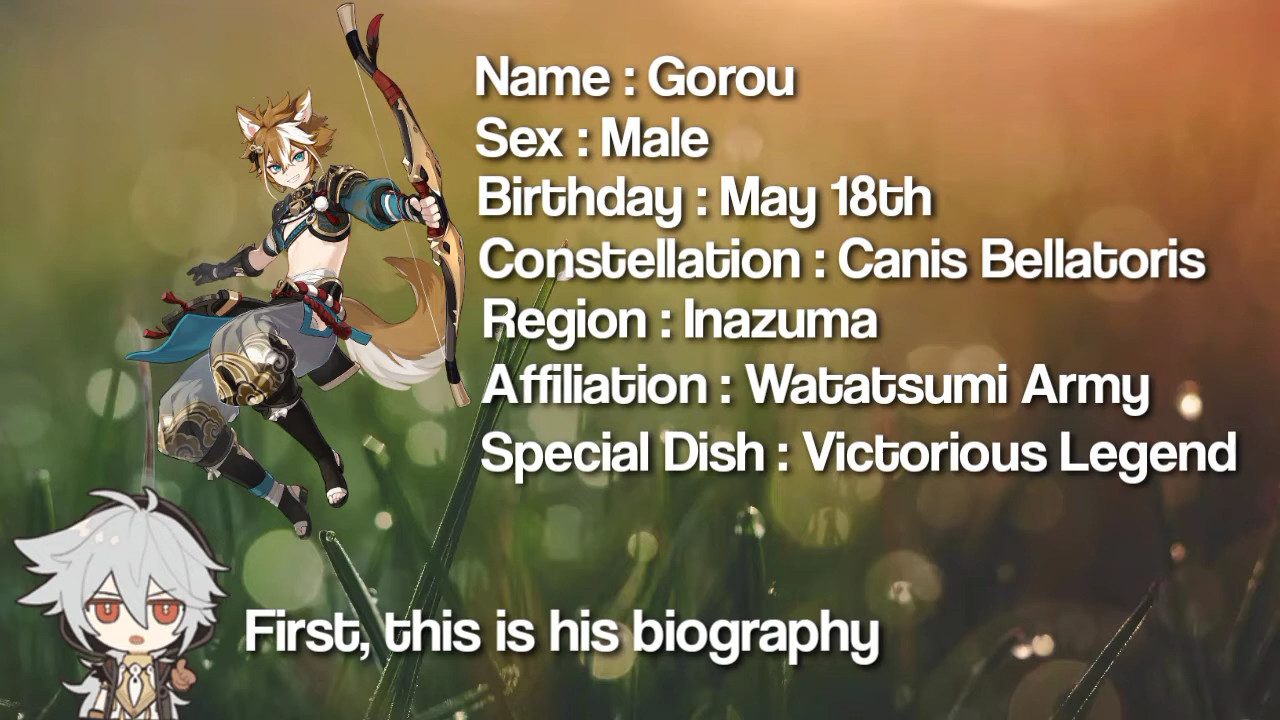 Name : Gorou
Sex : Male
Birthday : May 18th
Constellation : Canis Bellatoris
Region : Inazuma
Affiliation : Watatsumi Army
Special Dish : Victorious Legend
First, this is his biography